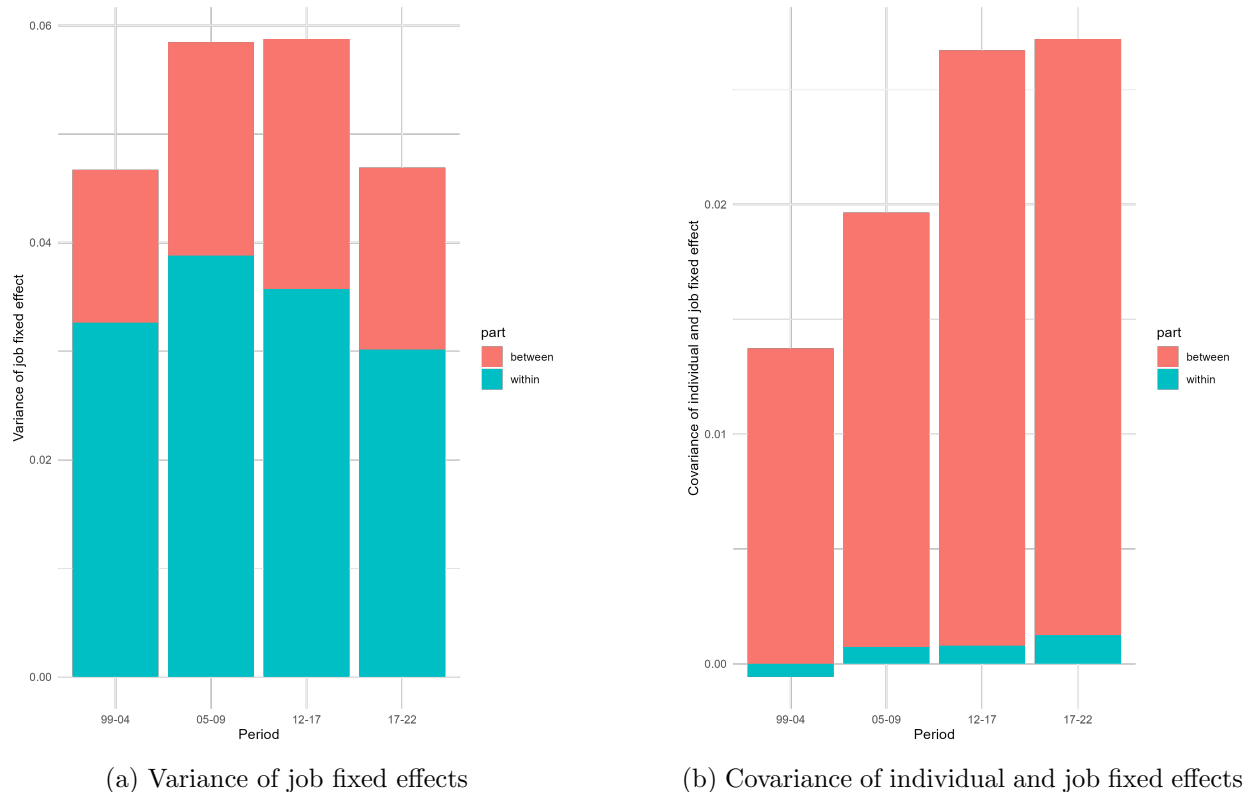 0.06
0.04
0.02
0.00
Variance of job fixed effect
99-04 05-09 12-17 17-22
Period
part
between
within
(a) Variance of job fixed effects
0.02
0.01
0.00
Covariance of individual and job fixed effect
99-04 05-09 12-17 17-22
Period
part
between
within
(b) Covariance of individual and job fixed effects